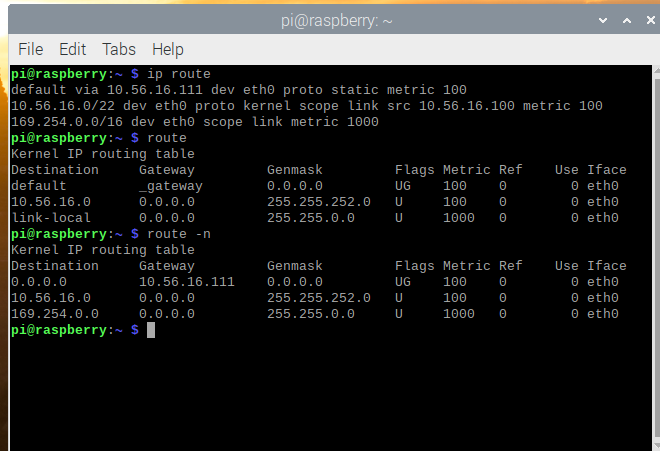 pi@raspberry: ~
File Edit Tabs Help
pi@raspberry:~ $ ip route
default via 10.56.16.111 dev eth0 proto static metric 100
10.56.16.0/22 dev eth0 proto kernel scope link src 10.56.16.100 metric 100
169.254.0.0/16 dev eth0 scope link metric 1000
pi@raspberry:~ $ route
Kernel IP routing table
Destination     Gateway         Genmask         Flags Metric Ref    Use Iface
default         _gateway        0.0.0.0         UG    100    0        0 eth0
10.56.16.0      0.0.0.0         255.255.252.0   U     100    0        0 eth0
link-local      0.0.0.0         255.255.0.0     U     1000   0        0 eth0
pi@raspberry:~ $ route -n
Kernel IP routing table
Destination     Gateway         Genmask         Flags Metric Ref    Use Iface
0.0.0.0         10.56.16.111    0.0.0.0         UG    100    0        0 eth0
10.56.16.0      0.0.0.0         255.255.252.0   U     100    0        0 eth0
169.254.0.0     0.0.0.0         255.255.0.0     U     1000   0        0 eth0
pi@raspberry:~ $